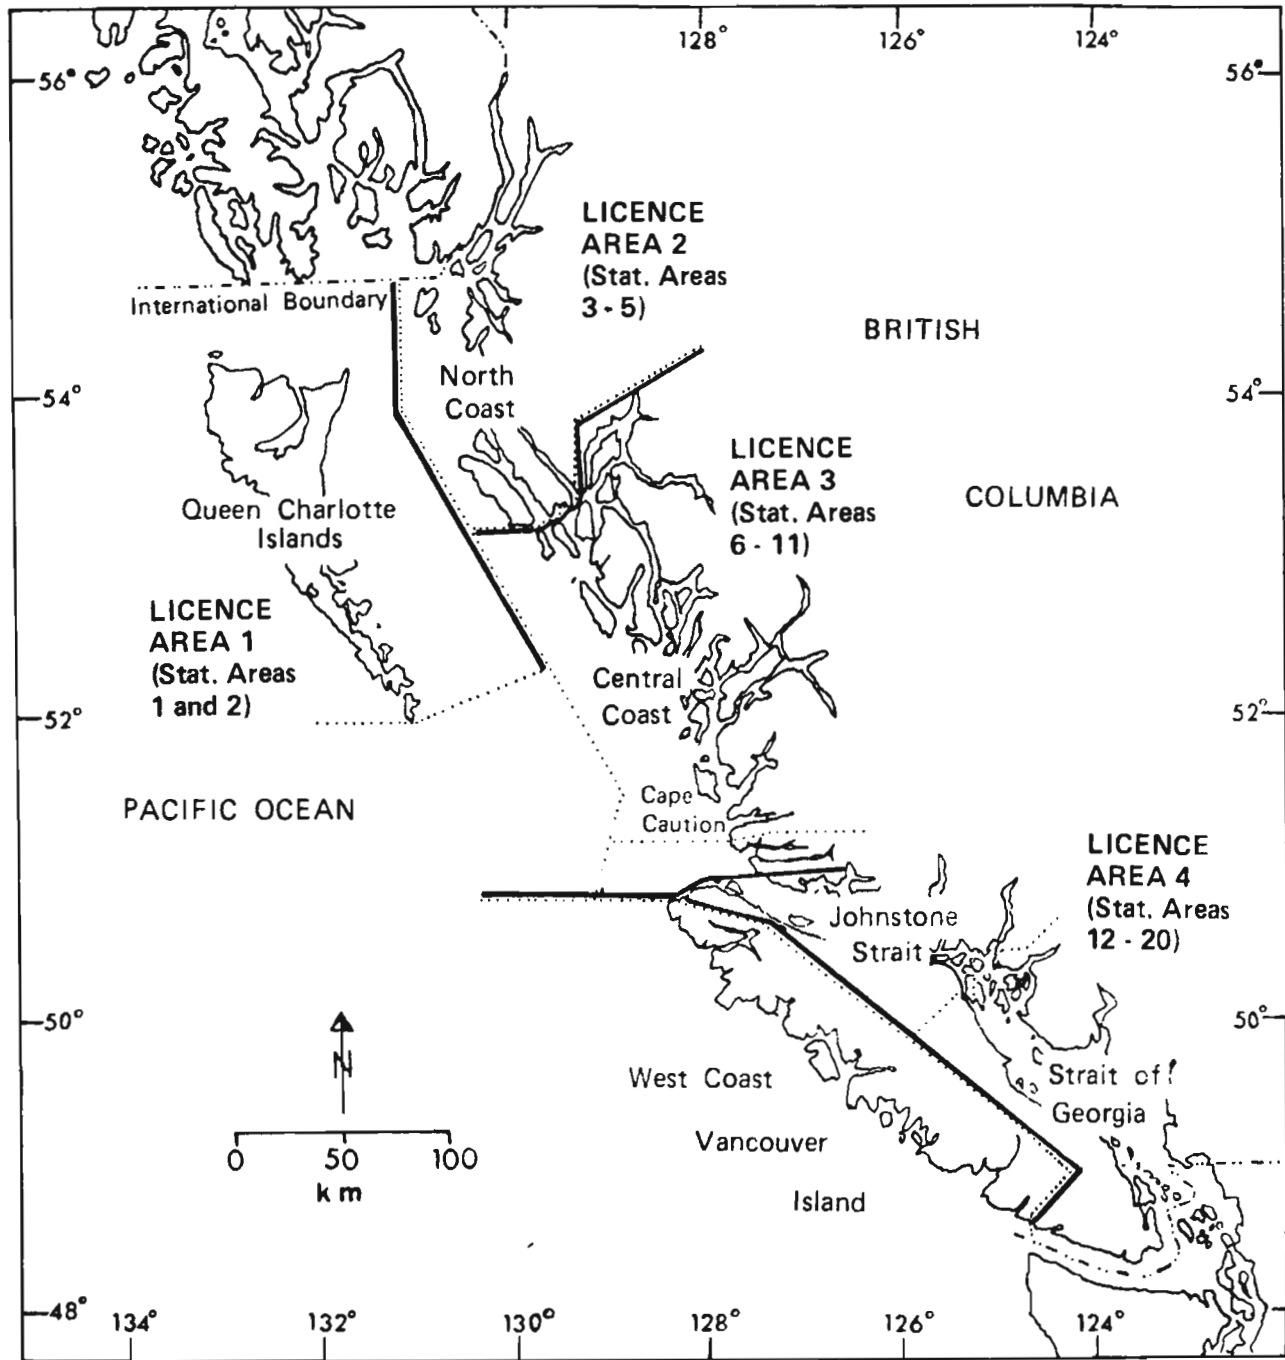 128°
126°
124°
56°
56°
LICENCE
AREA 2
(Stat. Areas
3 - 5)
International Boundary
BRITISH
North
Coast
54°
54°
LICENCE
AREA 3
(Stat. Areas
6 - 11)
COLUMBIA
Queen Charlotte
Islands
LICENCE
AREA 1
(Stat. Areas
1 and 2)
Central
Coast
52°
52°
PACIFIC OCEAN
Cape
Caution
LICENCE
AREA 4
(Stat. Areas
12 - 20)
Johnstone
Strait
50°
50°
N
West Coast
Vancouver
Island
Strait of
Georgia
0 50 100
km
48°
134°
132°
130°
128°
126°
124°